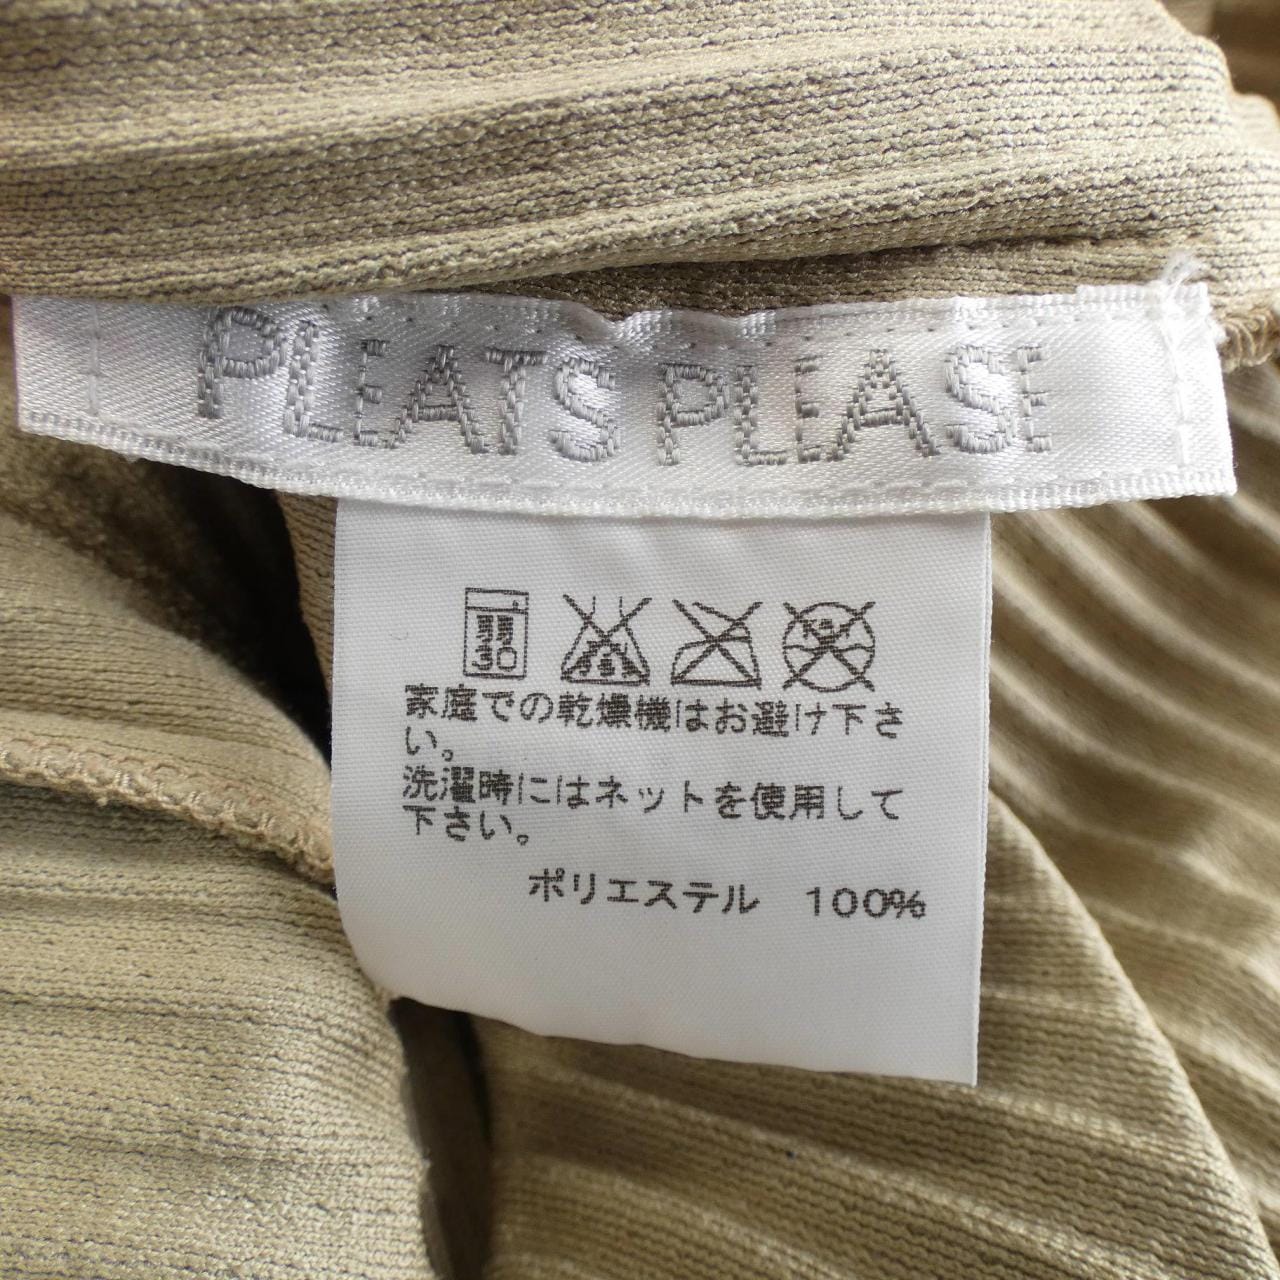 PLEATS PLEASE
弱
30
家庭での乾燥機はお避け下さ
い。
洗濯時にはネットを使用して
下さい。
ポリエステル 100%